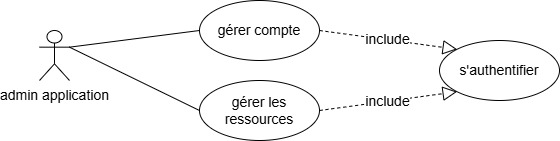 gérer compte
include
s'authentifier
admin application
gérer les
ressources
include